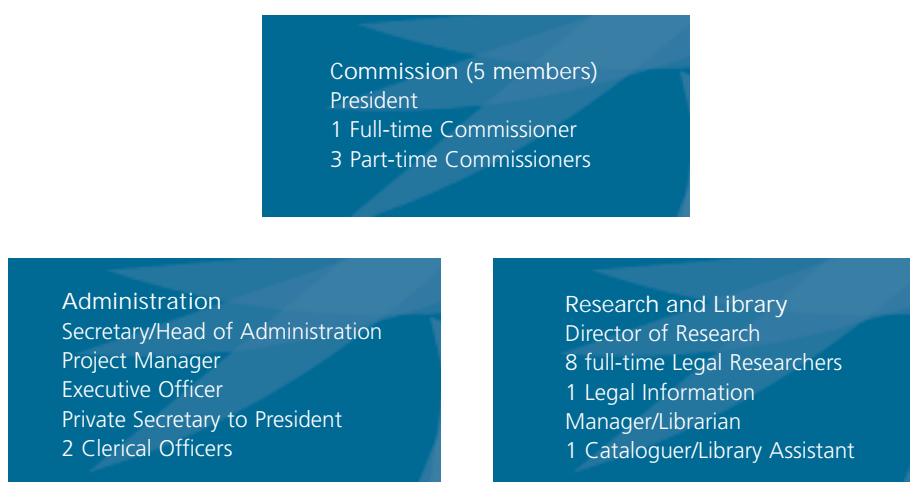 Commission (5 members)
President
1 Full-time Commissioner
3 Part-time Commissioners
Administration
Secretary/Head of Administration
Project Manager
Executive Officer
Private Secretary to President
2 Clerical Officers
Research and Library
Director of Research
8 full-time Legal Researchers
1 Legal Information
Manager/Librarian
1 Cataloguer/Library Assistant